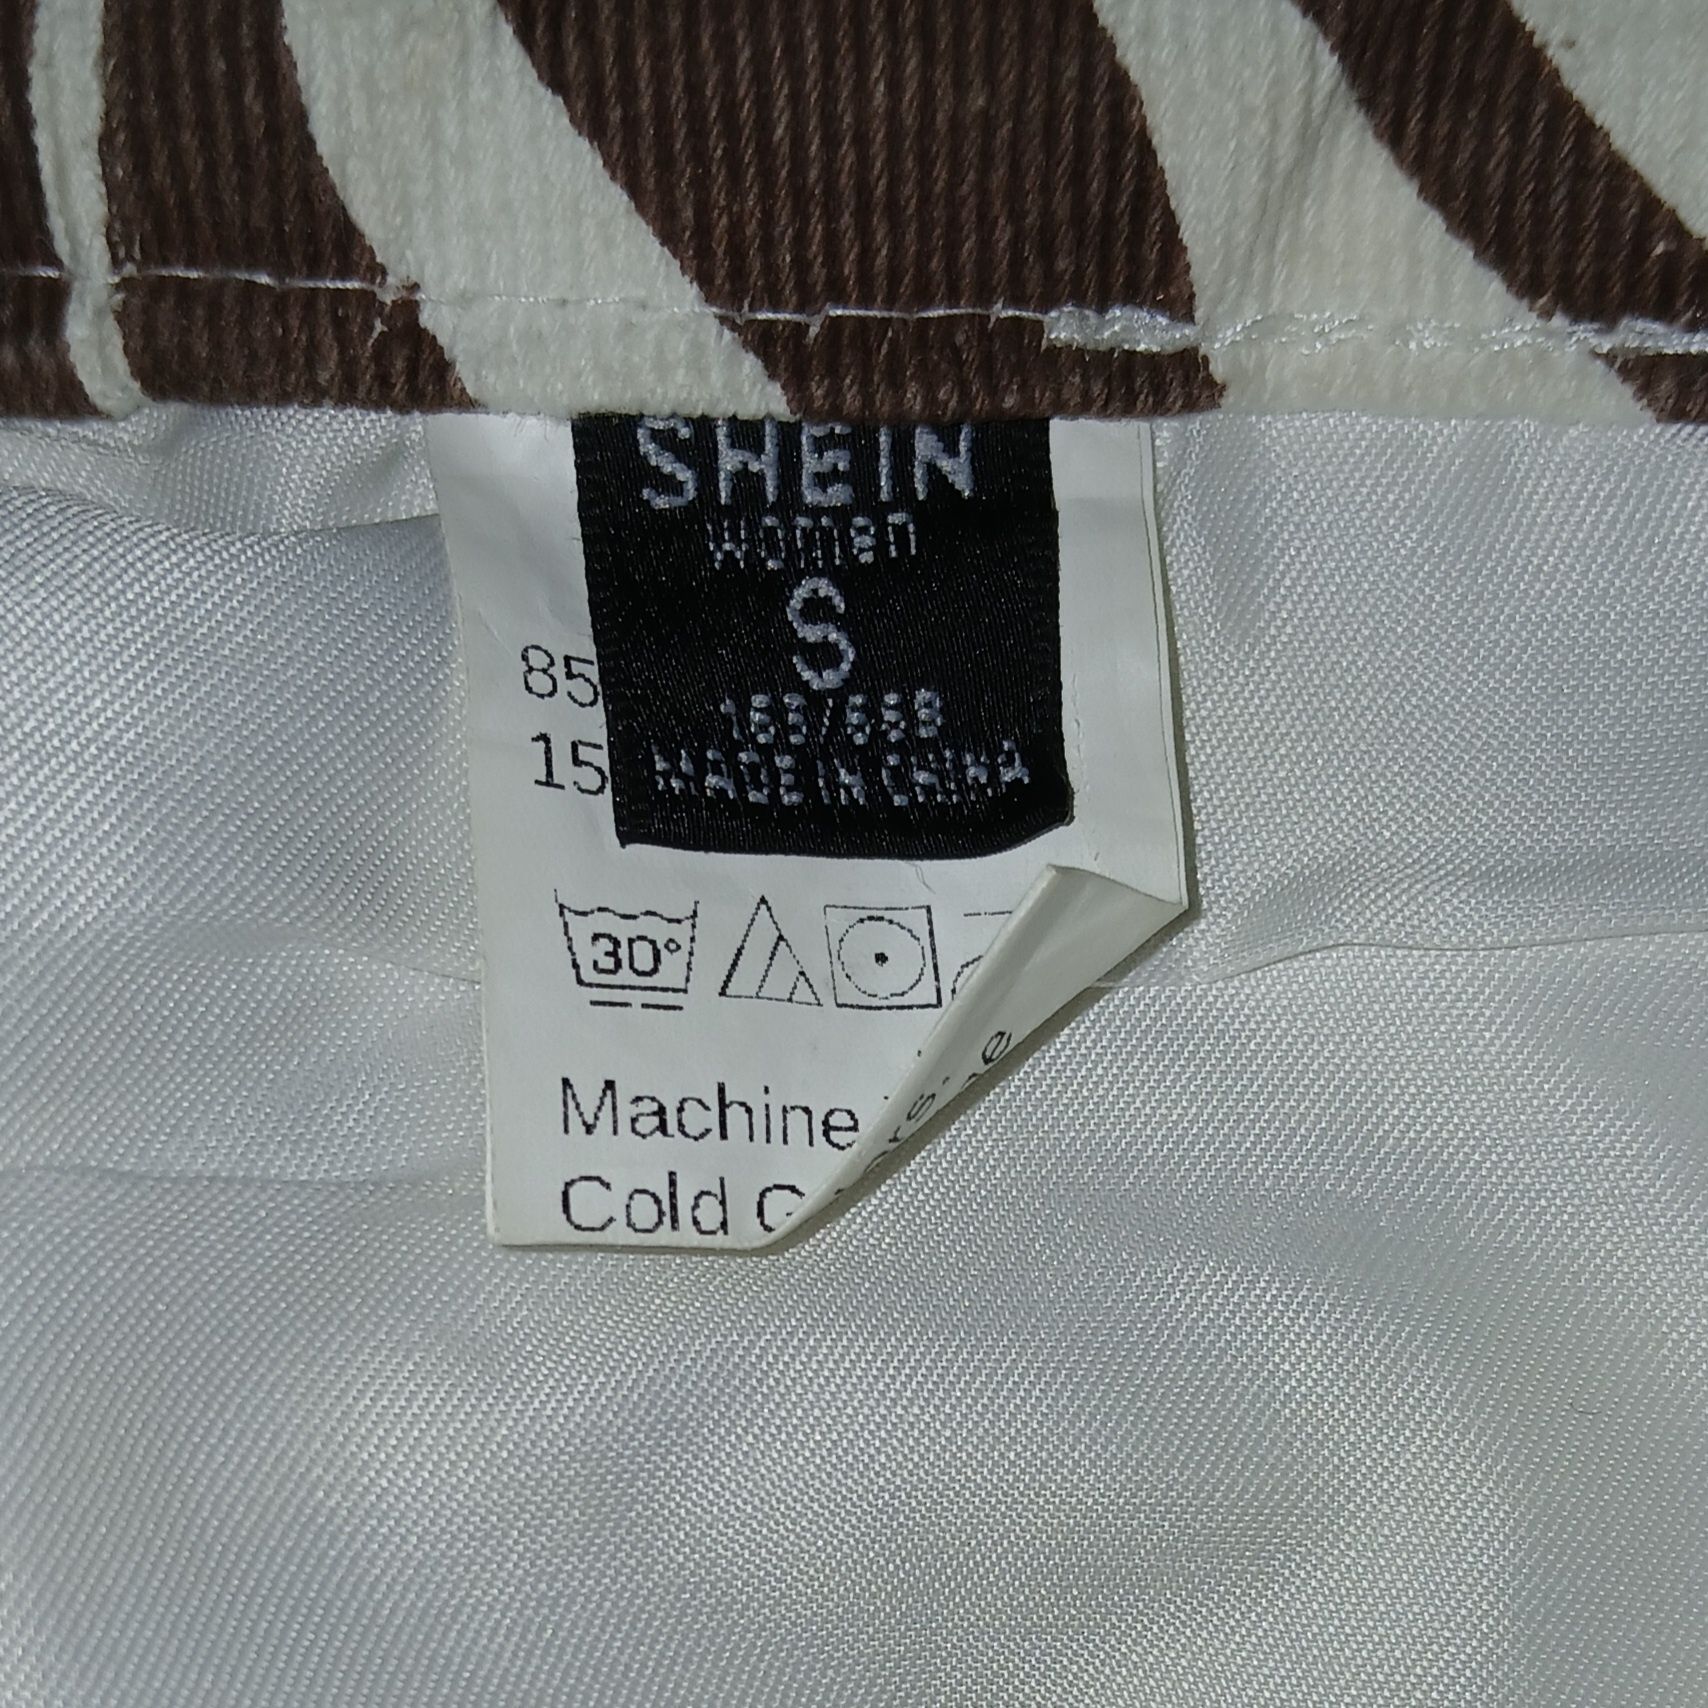 SHEIN
women
S
85
15
MADE IN CHINA
30°
Machine
Cold